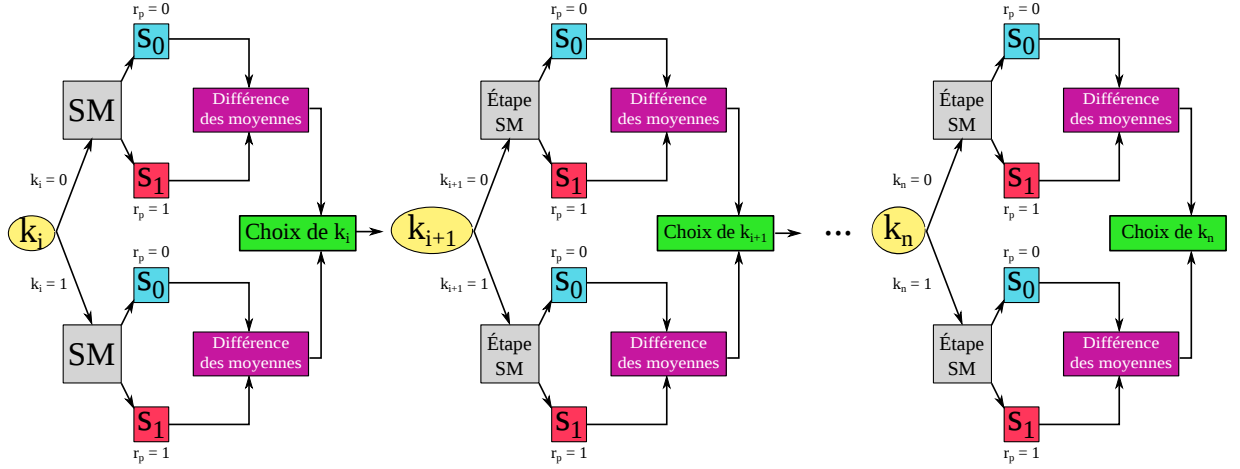 r_p = 0
S_0
SM
Différence
des moyennes
k_i = 0
S_1
r_p = 1
k_i
Choix de k_i
k_i = 1
r_p = 0
S_0
SM
Différence
des moyennes
S_1
r_p = 1
r_p = 0
S_0
Étape
SM
Différence
des moyennes
k_{i+1} = 0
S_1
r_p = 1
k_{i+1}
Choix de k_{i+1}
k_{i+1} = 1
r_p = 0
S_0
Étape
SM
Différence
des moyennes
S_1
r_p = 1
...
r_p = 0
S_0
Étape
SM
Différence
des moyennes
k_n = 0
S_1
r_p = 1
k_n
Choix de k_n
k_n = 1
r_p = 0
S_0
Étape
SM
Différence
des moyennes
S_1
r_p = 1